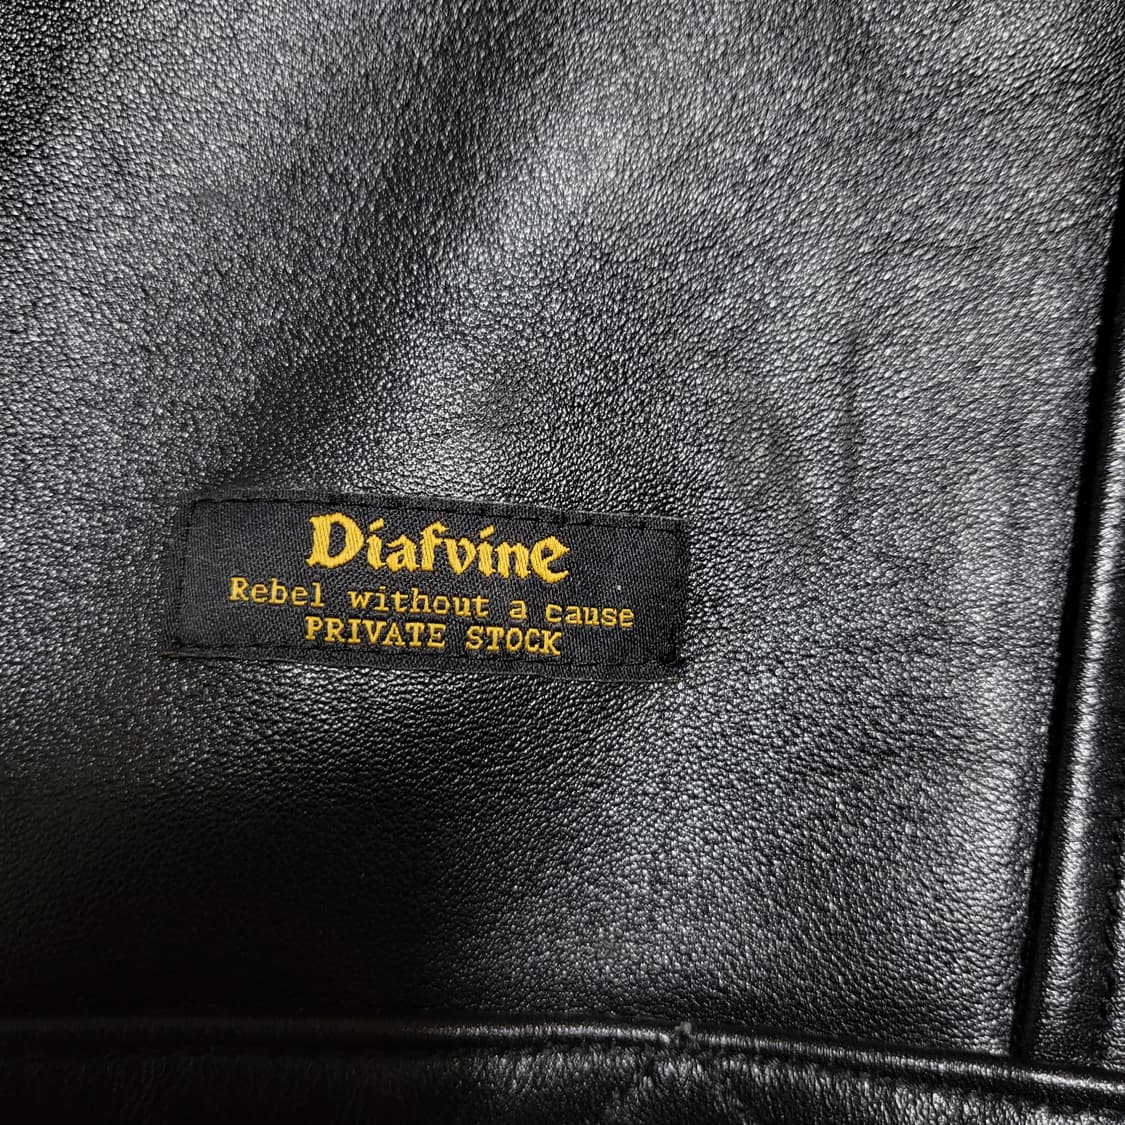 Diafvine
Rebel without a cause
PRIVATE STOCK